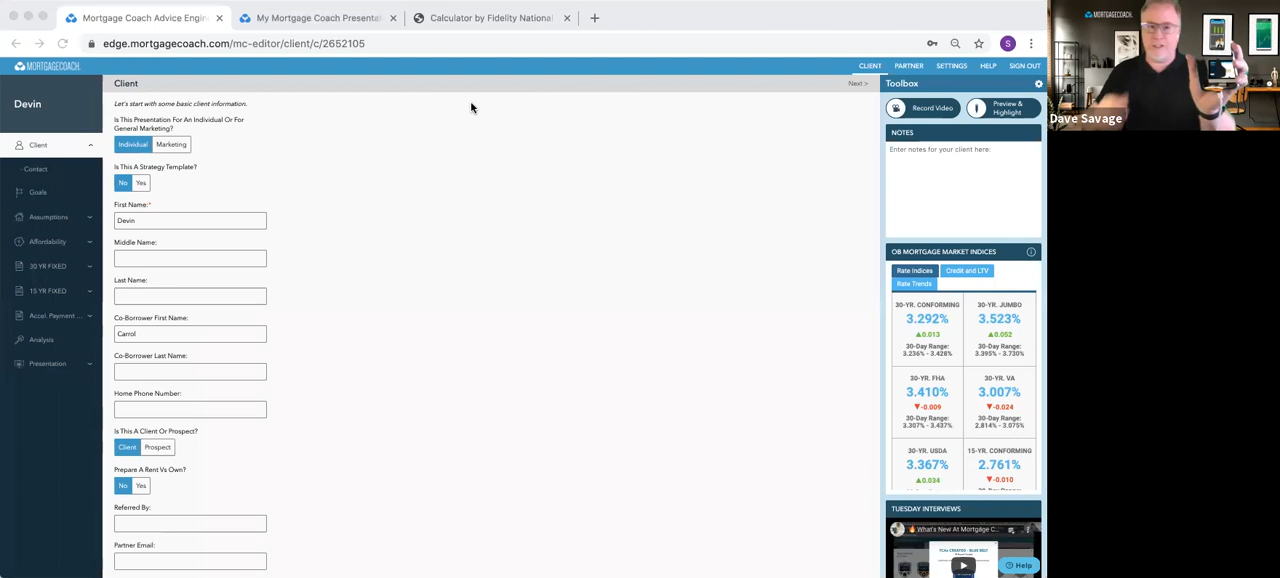 Mortgage Coach Advice Engin
My Mortgage Coach Presenta
Calculator by Fidelity National
edge.mortgagecoach.com/mc-editor/client/c/2652105
S
MORTGAGECOACH
CLIENT
PARTNER
SETTINGS
HELP
SIGN OUT
Devin
Client
- Contact
Goals
Assumptions
Affordability
30 YR FIXED
15 YR FIXED
Accel. Payment ...
Analysis
Presentation
Client
Next >
Let's start with some basic client information.
Is This Presentation For An Individual Or For
General Marketing?
Individual Marketing
Is This A Strategy Template?
No Yes
First Name:*
Devin
Middle Name:
Last Name:
Co-Borrower First Name:
Carrol
Co-Borrower Last Name:
Home Phone Number:
Is This A Client Or Prospect?
Client Prospect
Prepare A Rent Vs Own?
No Yes
Referred By:
Partner Email:
Toolbox
Record Video
Preview &
Highlight
NOTES
Enter notes for your client here:
OB MORTGAGE MARKET INDICES
Rate Indices Credit and LTV
Rate Trends
30-YR. CONFORMING 30-YR. JUMBO
3.292% 3.523%
▲0.013 ▲0.052
30-Day Range: 30-Day Range:
3.236% - 3.428% 3.395% - 3.730%
30-YR. FHA 30-YR. VA
3.410% 3.007%
▼-0.009 ▼-0.024
30-Day Range: 30-Day Range:
3.307% - 3.437% 2.814% - 3.075%
30-YR. USDA 15-YR. CONFORMING
3.367% 2.761%
▲0.034 ▼-0.010
TUESDAY INTERVIEWS
What's New At Mortgage C...
Help
MORTGAGECOACH
Dave Savage